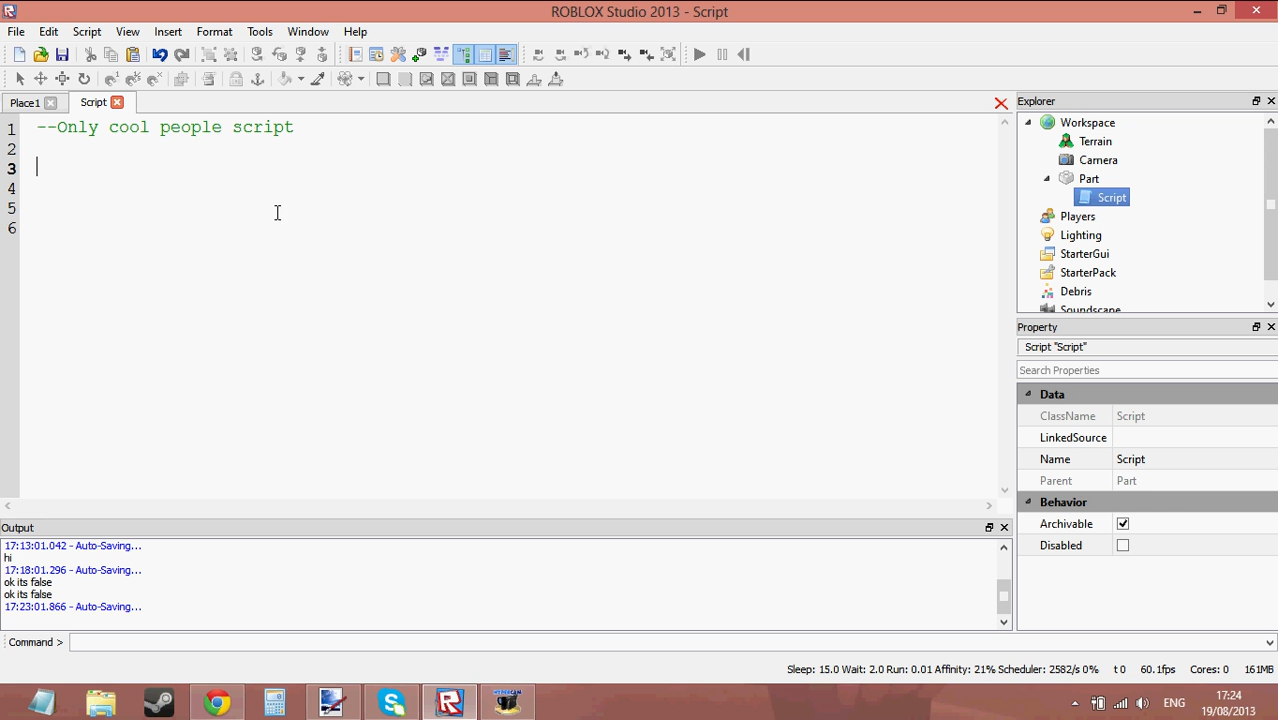 ROBLOX Studio 2013 - Script
File Edit Script View Insert Format Tools Window Help
Place1 Script
1 --Only cool people script
2
3
4
5
6
Explorer
Workspace
Terrain
Camera
Part
Script
Players
Lighting
StarterGui
StarterPack
Debris
Soundscape
Property
Script "Script"
Search Properties
Data
ClassName Script
LinkedSource
Name Script
Parent Part
Behavior
Archivable
Disabled
Output
17:13:01.042 - Auto-Saving...
hi
17:18:01.296 - Auto-Saving...
ok its false
ok its false
17:23:01.866 - Auto-Saving...
Command >
Sleep: 15.0 Wait: 2.0 Run: 0.01 Affinity: 21% Scheduler: 2582/s 0% t 0 60.1fps Cores: 0 161MB
ENG
17:24
19/08/2013